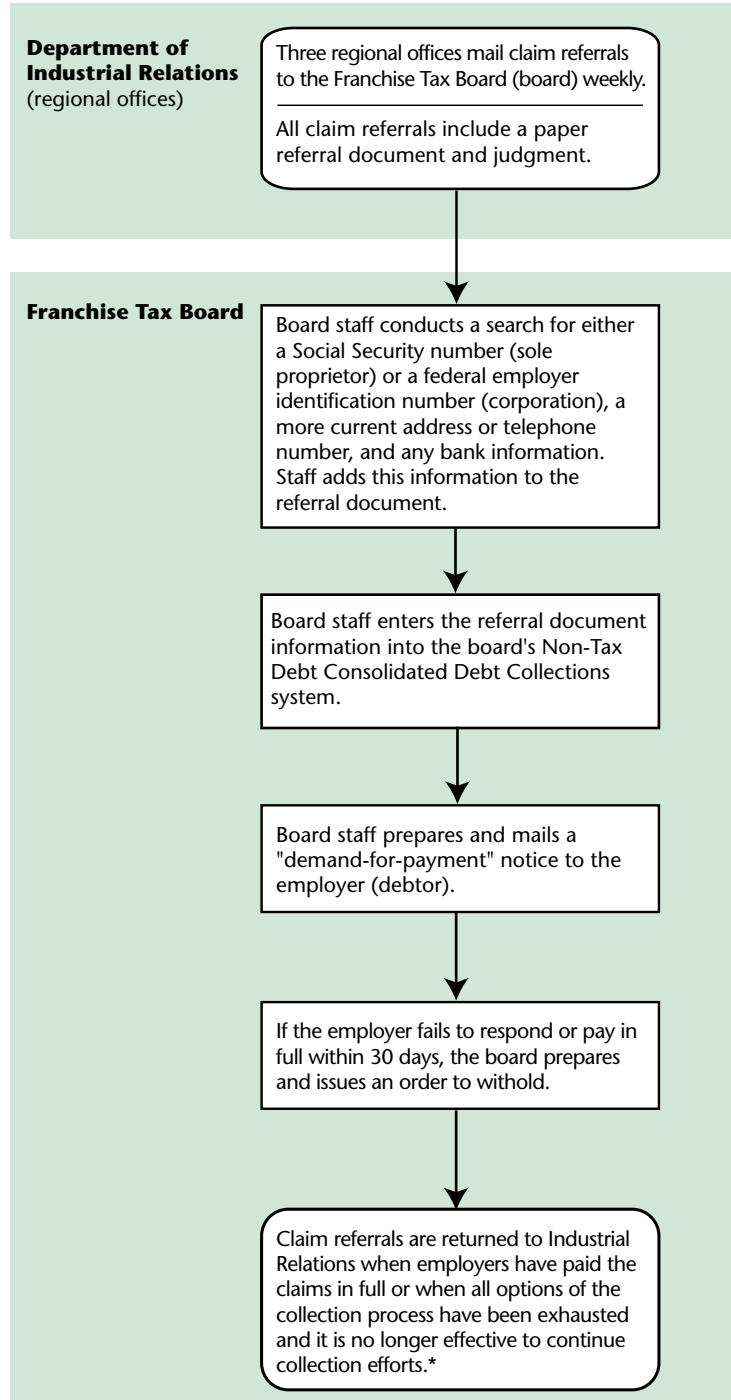 Department of
Industrial Relations
(regional offices)
Three regional offices mail claim referrals
to the Franchise Tax Board (board) weekly.
All claim referrals include a paper
referral document and judgment.
Franchise Tax Board
Board staff conducts a search for either
a Social Security number (sole
proprietor) or a federal employer
identification number (corporation), a
more current address or telephone
number, and any bank information.
Staff adds this information to the
referral document.
Board staff enters the referral document
information into the board's Non-Tax
Debt Consolidated Debt Collections
system.
Board staff prepares and mails a
"demand-for-payment" notice to the
employer (debtor).
If the employer fails to respond or pay in
full within 30 days, the board prepares
and issues an order to withold.
Claim referrals are returned to Industrial
Relations when employers have paid the
claims in full or when all options of the
collection process have been exhausted
and it is no longer effective to continue
collection efforts.*